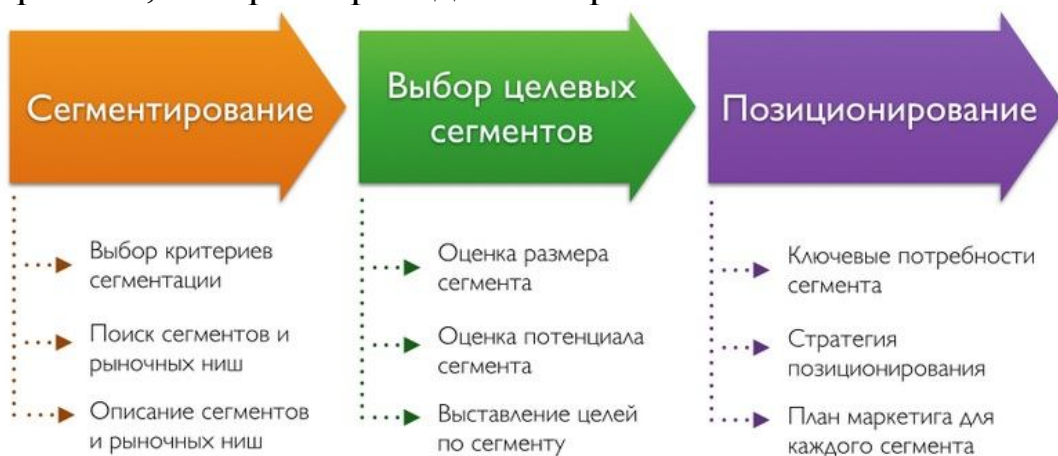 Сегментирование
Выбор целевых
сегментов
Позиционирование
Выбор критериев
сегментации
Поиск сегментов и
рыночных ниш
Описание сегментов
и рыночных ниш
Оценка размера
сегмента
Оценка потенциала
сегмента
Выставление целей
по сегменту
Ключевые потребности
сегмента
Стратегия
позиционирования
План маркетига для
каждого сегмента